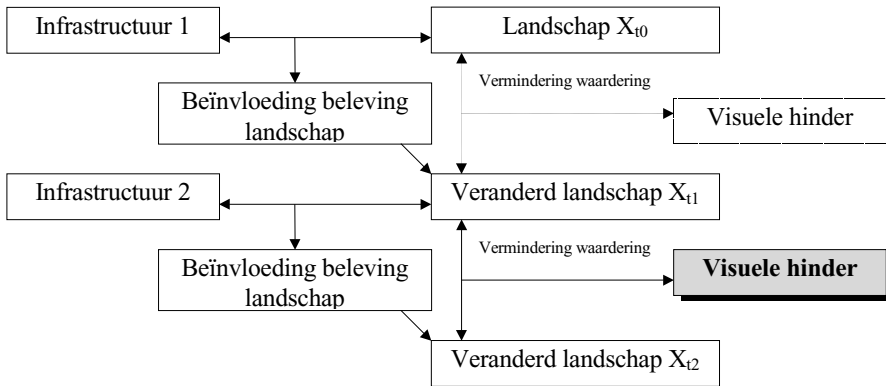 Infrastructuur 1
Landschap Xt0
Vermindering waardering
Beïnvloeding beleving
landschap
Visuele hinder
Infrastructuur 2
Veranderd landschap Xt1
Vermindering waardering
Beïnvloeding beleving
landschap
Visuele hinder
Veranderd landschap Xt2